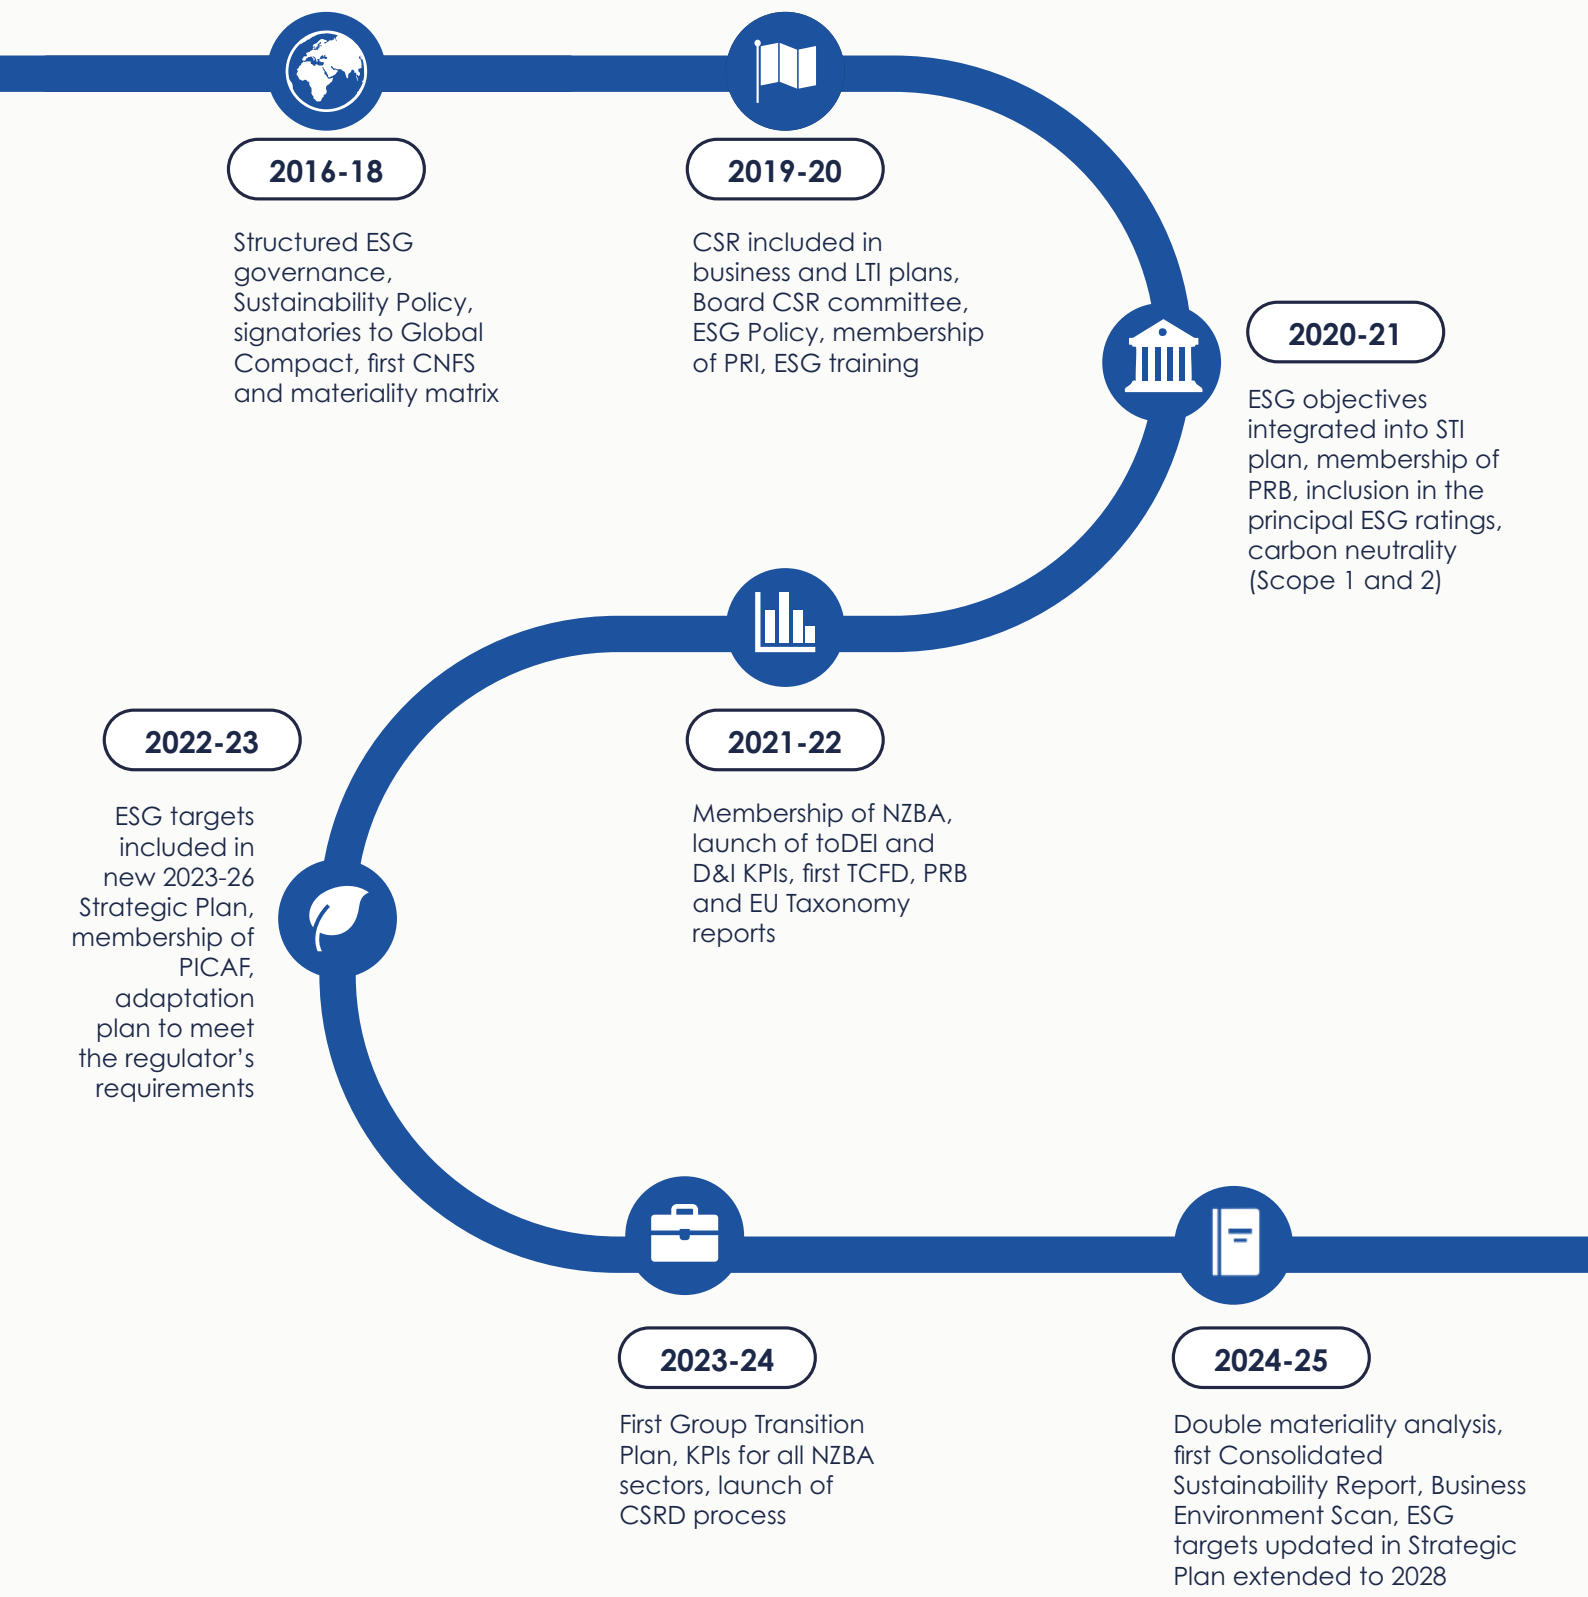 2016-18
Structured ESG
governance,
Sustainability Policy,
signatories to Global
Compact, first CNFS
and materiality matrix
2019-20
CSR included in
business and LTI plans,
Board CSR committee,
ESG Policy, membership
of PRI, ESG training
2020-21
ESG objectives
integrated into STI
plan, membership of
PRB, inclusion in the
principal ESG ratings,
carbon neutrality
(Scope 1 and 2)
2021-22
Membership of NZBA,
launch of toDEI and
D&I KPIs, first TCFD, PRB
and EU Taxonomy
reports
2022-23
ESG targets
included in
new 2023-26
Strategic Plan,
membership of
PICAF,
adaptation
plan to meet
the regulator’s
requirements
2023-24
First Group Transition
Plan, KPIs for all NZBA
sectors, launch of
CSRD process
2024-25
Double materiality analysis,
first Consolidated
Sustainability Report, Business
Environment Scan, ESG
targets updated in Strategic
Plan extended to 2028